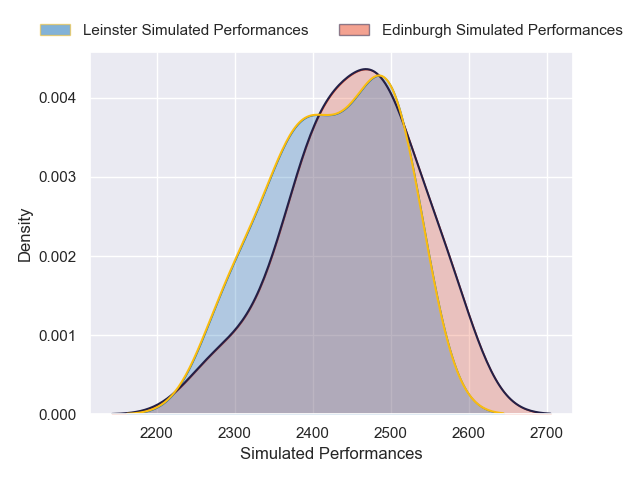 Leinster Simulated Performances Edinburgh Simulated Performances
0.004
0.003
0.002
0.001
0.000
Density
2200 2300 2400 2500 2600 2700
Simulated Performances